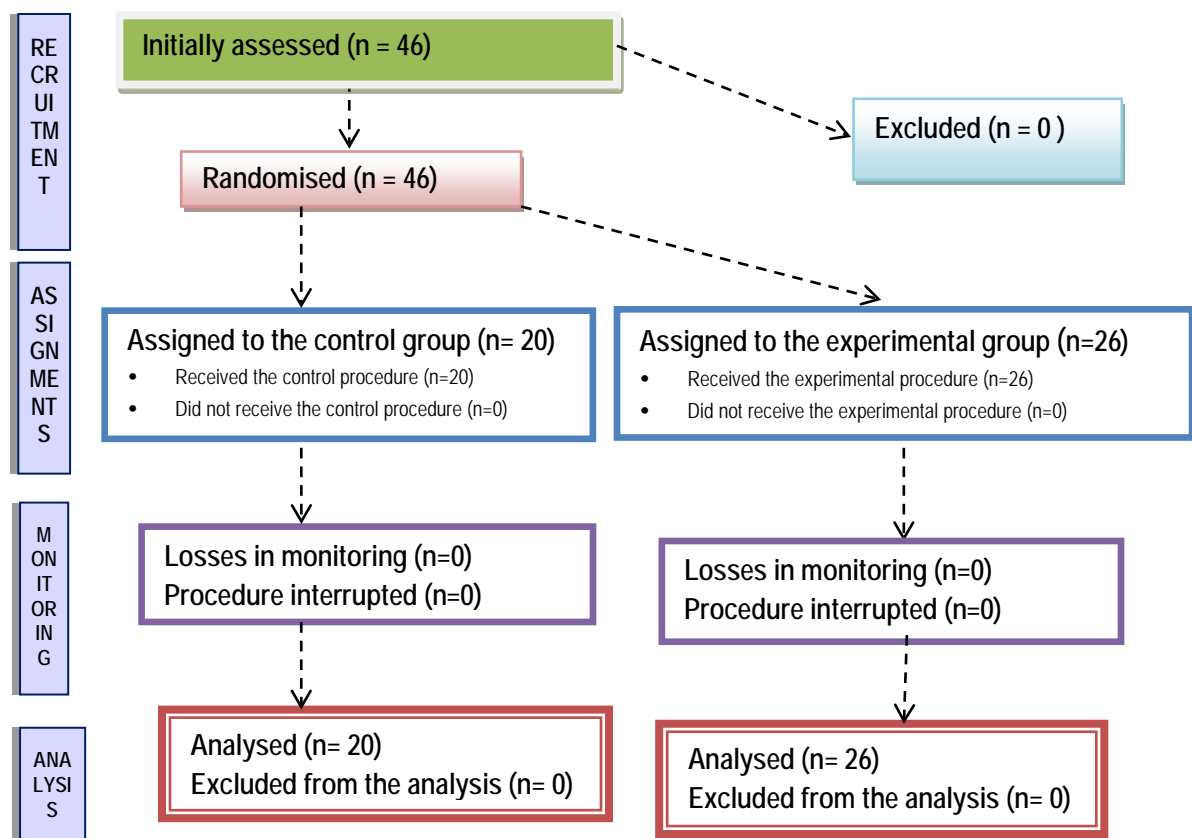 RE
CR
UI
TM
EN
T
Initially assessed (n = 46)
Excluded (n = 0 )
Randomised (n = 46)
AS
SI
GN
ME
NT
S
Assigned to the control group (n= 20)
• Received the control procedure (n=20)
• Did not receive the control procedure (n=0)
Assigned to the experimental group (n=26)
• Received the experimental procedure (n=26)
• Did not receive the experimental procedure (n=0)
M
ON
IT
OR
IN
G
Losses in monitoring (n=0)
Procedure interrupted (n=0)
Losses in monitoring (n=0)
Procedure interrupted (n=0)
ANA
LYSI
S
Analysed (n= 20)
Excluded from the analysis (n= 0)
Analysed (n= 26)
Excluded from the analysis (n= 0)